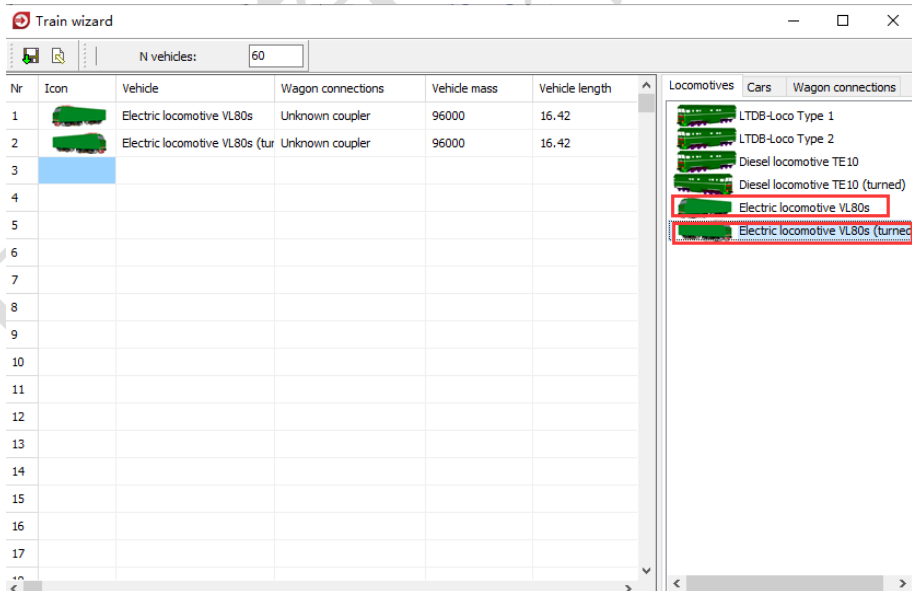 Train wizard
N vehicles: 60
Nr Icon Vehicle Wagon connections Vehicle mass Vehicle length
1 Electric locomotive VL80s Unknown coupler 96000 16.42
2 Electric locomotive VL80s (tur Unknown coupler 96000 16.42
3
4
5
6
7
8
9
10
11
12
13
14
15
16
17
Locomotives Cars Wagon connections
LTDB-Loco Type 1
LTDB-Loco Type 2
Diesel locomotive TE10
Diesel locomotive TE10 (turned)
Electric locomotive VL80s
Electric locomotive VL80s (turned